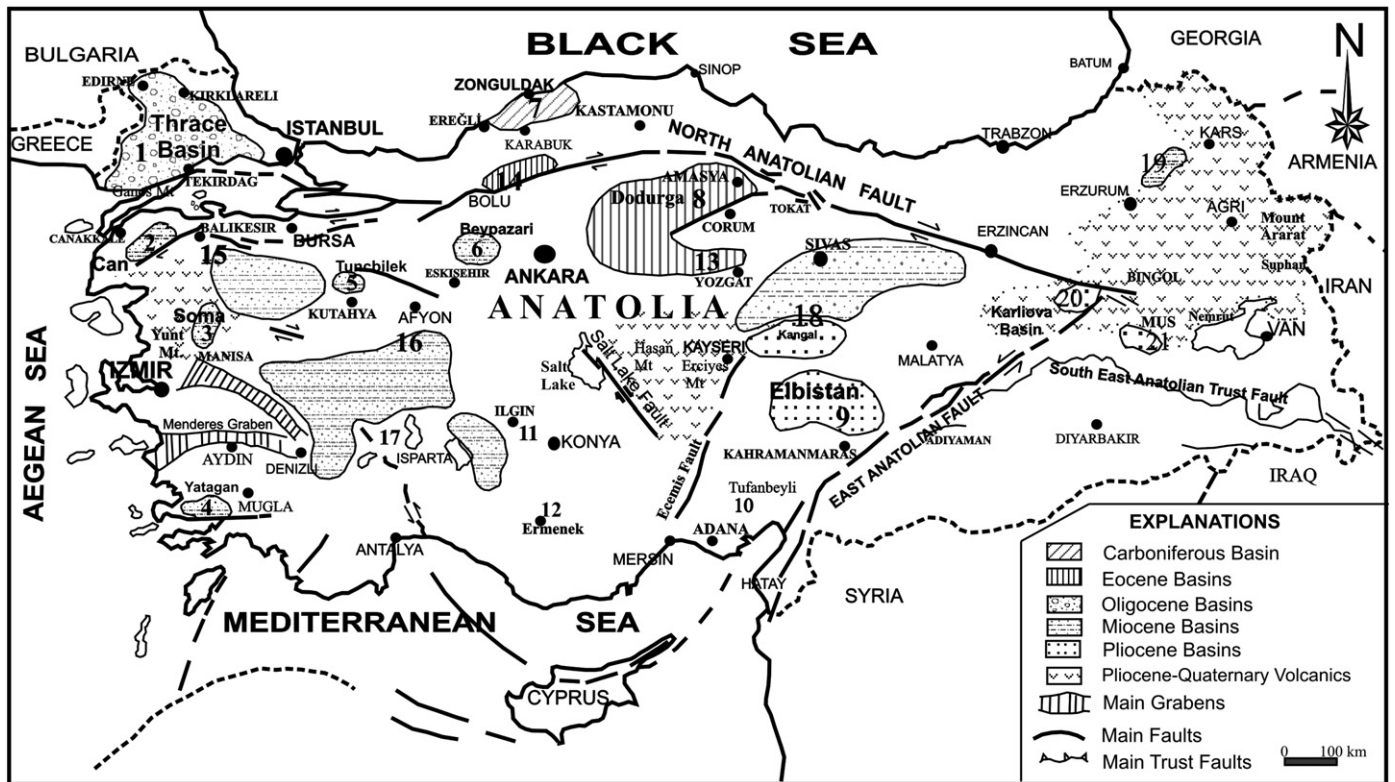 BLACK SEA
BULGARIA
GEORGIA
N
EDIRNE
KIRKLARELI
ZONGULDAK
SINOP
BATUM
Thrace
Basin
1
ISTANBUL
EREĞLİ
7
KASTAMONU
KARABUK
TRABZON
KARS
GREECE
TEKIRDAG
NORTH ANATOLIAN FAULT
19
ARMENIA
Ganos Mt.
14
BOLU
AMASYA
Dodurga 8
TOKAT
ERZURUM
AGRI
CANAKKALE
2
Can
BALIKESIR
15
BURSA
Beypazari
6
CORUM
SIVAS
ERZINCAN
Mount
Ararat
Tuncbilek
5
ESKISEHIR
ANKARA
13
YOZGAT
BINGOL
Suphan
IRAN
Soma
3
KUTAHYA
AFYON
ANATOLIA
18
Kangal
Karliova
Basin
20
MUS
21
Nemrut
VAN
Yunt
Mt.
MANISA
16
Salt
Lake
Salt Lake Fault
Hasan
Mt
KAYSERI
Erciyes
Mt
MALATYA
IZMIR
South East Anatolian Trust Fault
AEGEAN SEA
Elbistan
9
Menderes Graben
AYDIN
DENIZLI
17
ISPARTA
ILGIN
11
KONYA
Ecemis Fault
KAHRAMANMARAS
ADIYAMAN
DIYARBAKIR
EAST ANATOLIAN FAULT
IRAQ
Yatagan
4
MUGLA
12
Ermenek
Tufanbeyli
10
ADANA
ANTALYA
MERSIN
HATAY
SYRIA
MEDITERRANEAN SEA
CYPRUS
EXPLANATIONS
Carboniferous Basin
Eocene Basins
Oligocene Basins
Miocene Basins
Pliocene Basins
Pliocene-Quaternary Volcanics
Main Grabens
Main Faults
Main Trust Faults
0 100 km